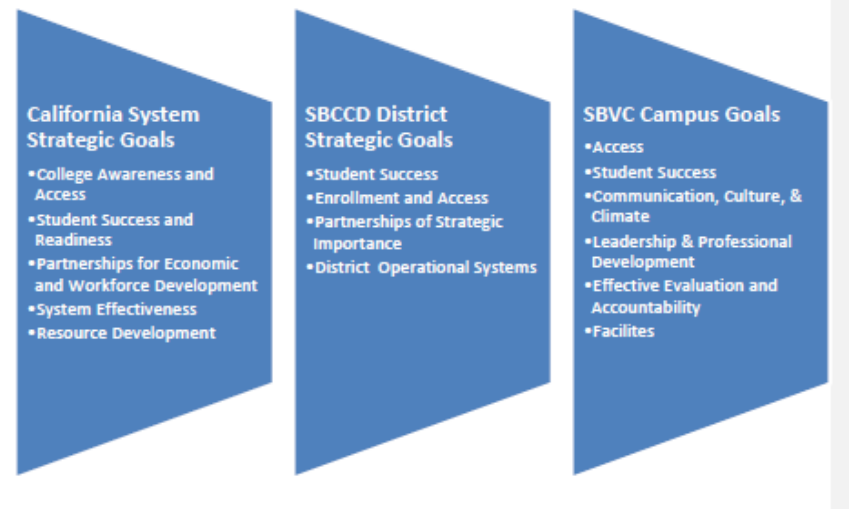 California System
Strategic Goals
•College Awareness and
Access
•Student Success and
Readiness
•Partnerships for Economic
and Workforce Development
•System Effectiveness
•Resource Development
SBCCD District
Strategic Goals
•Student Success
•Enrollment and Access
•Partnerships of Strategic
Importance
•District Operational Systems
SBVC Campus Goals
•Access
•Student Success
•Communication, Culture, &
Climate
•Leadership & Professional
Development
•Effective Evaluation and
Accountability
•Facilites